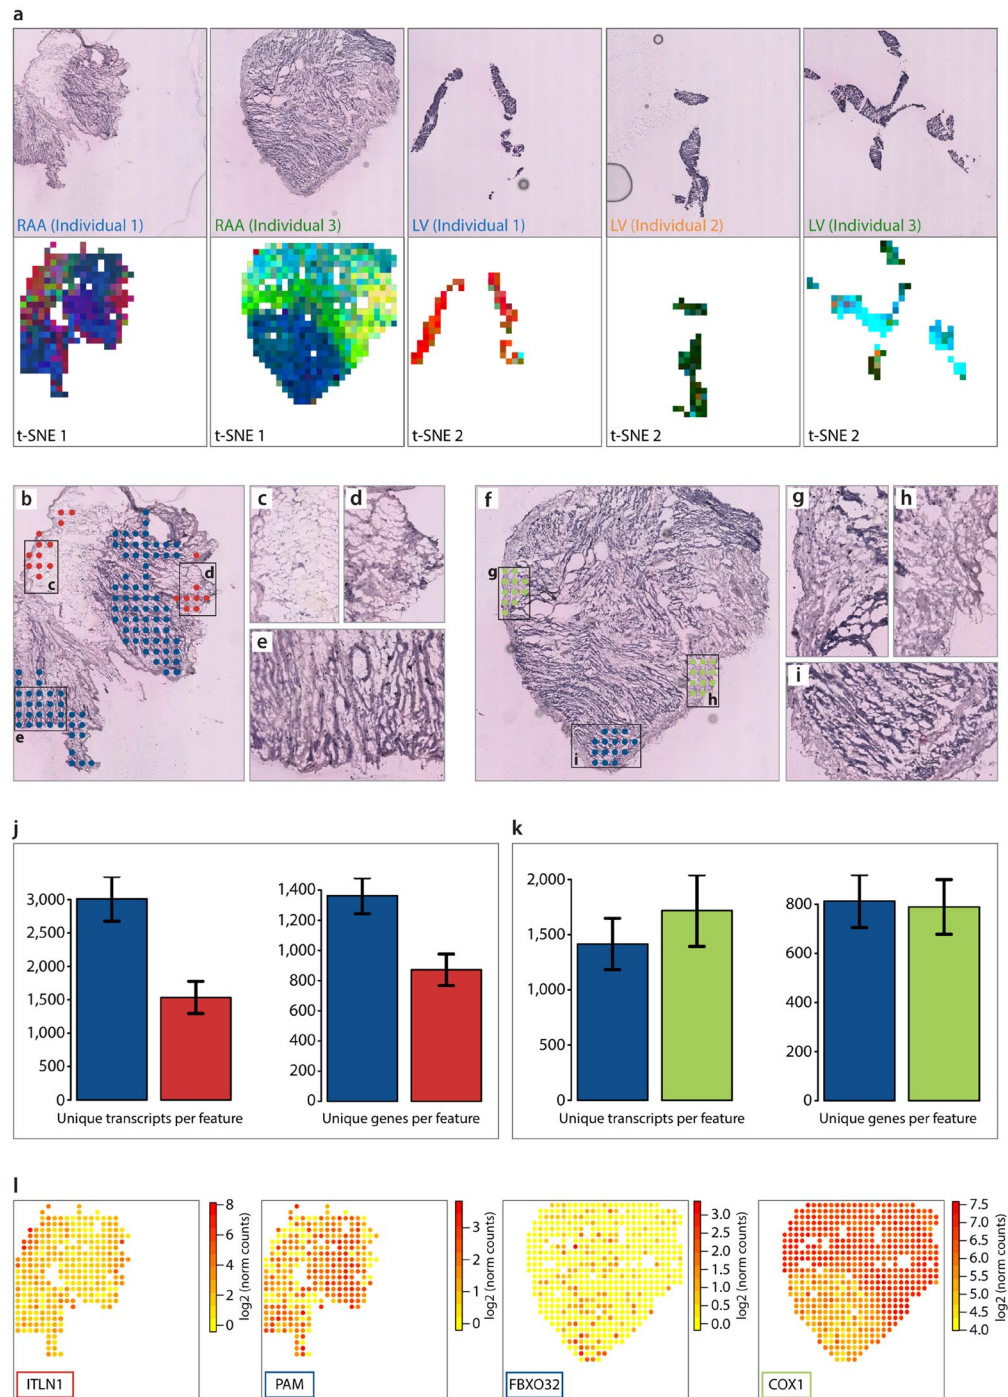 a
RAA (Individual 1)
RAA (Individual 3)
LV (Individual 1)
LV (Individual 2)
LV (Individual 3)
t-SNE 1
t-SNE 1
t-SNE 2
t-SNE 2
t-SNE 2
b
c
d
e
c
d
e
f
g
h
i
g
h
i
j
3,000
2,500
2,000
1,500
1,000
500
0
Unique transcripts per feature
1,400
1,200
1,000
800
600
400
200
0
Unique genes per feature
k
2,000
1,500
1,000
500
0
Unique transcripts per feature
800
600
400
200
0
Unique genes per feature
l
ITLN1
8
6
4
2
0
log2 (norm counts)
PAM
3
2
1
0
log2 (norm counts)
FBXO32
3.0
2.5
2.0
1.5
1.0
0.5
0.0
log2 (norm counts)
COX1
7.5
7.0
6.5
6.0
5.5
5.0
4.5
4.0
log2 (norm counts)